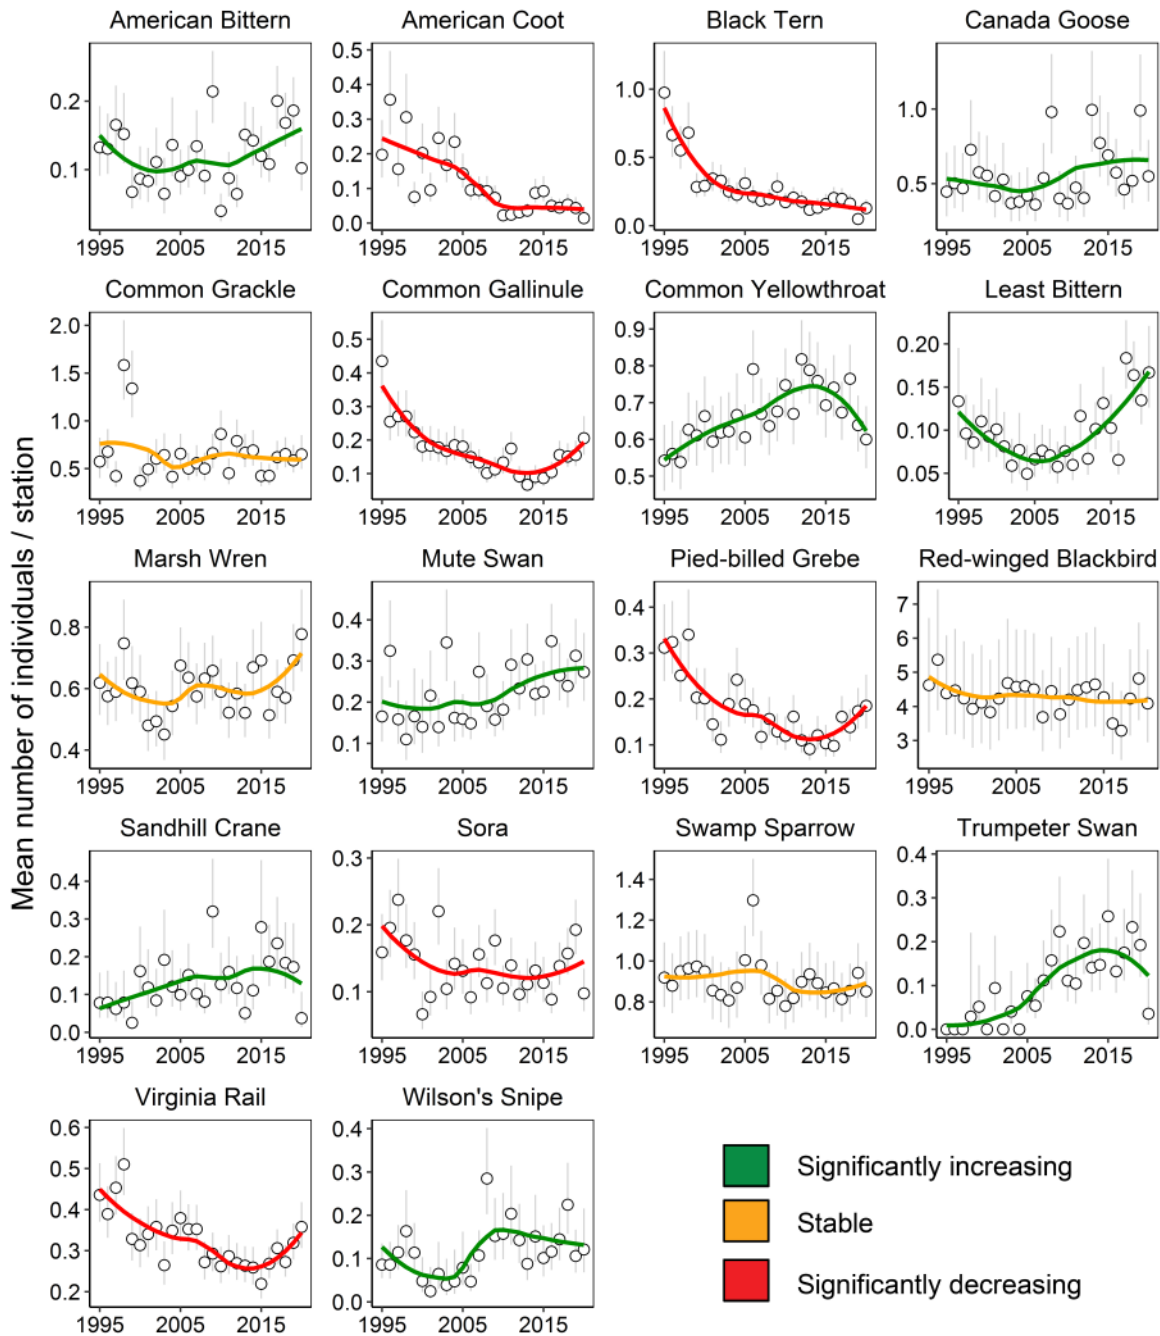 American Bittern American Coot Black Tern Canada Goose
0.2
0.1
1995 2005 2015
0.5
0.4
0.3
0.2
0.1
0.0
1995 2005 2015
1.0
0.5
0.0
1995 2005 2015
1.0
0.5
1995 2005 2015
Common Grackle Common Gallinule Common Yellowthroat Least Bittern
2.0
1.5
1.0
0.5
1995 2005 2015
0.5
0.4
0.3
0.2
0.1
1995 2005 2015
0.9
0.8
0.7
0.6
0.5
1995 2005 2015
0.20
0.15
0.10
0.05
1995 2005 2015
Mean number of individuals / station
Marsh Wren Mute Swan Pied-billed Grebe Red-winged Blackbird
0.8
0.6
0.4
1995 2005 2015
0.4
0.3
0.2
0.1
1995 2005 2015
0.4
0.3
0.2
0.1
1995 2005 2015
7
6
5
4
3
1995 2005 2015
Sandhill Crane Sora Swamp Sparrow Trumpeter Swan
0.4
0.3
0.2
0.1
0.0
1995 2005 2015
0.3
0.2
0.1
1995 2005 2015
1.4
1.2
1.0
0.8
1995 2005 2015
0.4
0.3
0.2
0.1
0.0
1995 2005 2015
Virginia Rail Wilson's Snipe
0.6
0.5
0.4
0.3
0.2
1995 2005 2015
0.4
0.3
0.2
0.1
0.0
1995 2005 2015
Significantly increasing
Stable
Significantly decreasing